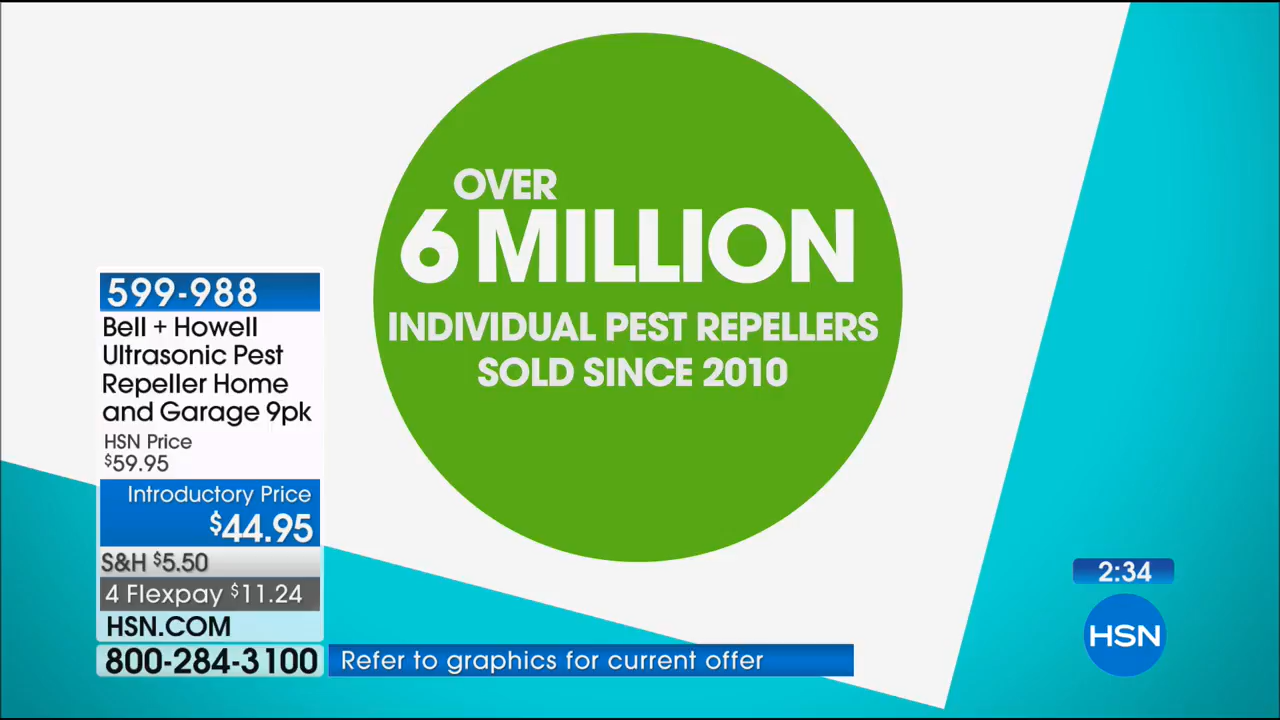 OVER
6 MILLION
INDIVIDUAL PEST REPELLERS
SOLD SINCE 2010
599-988
Bell + Howell
Ultrasonic Pest
Repeller Home
and Garage 9pk
HSN Price
$59.95
Introductory Price
$44.95
S&H $5.50
4 Flexpay $11.24
HSN.COM
800-284-3100
Refer to graphics for current offer
2:34
HSN